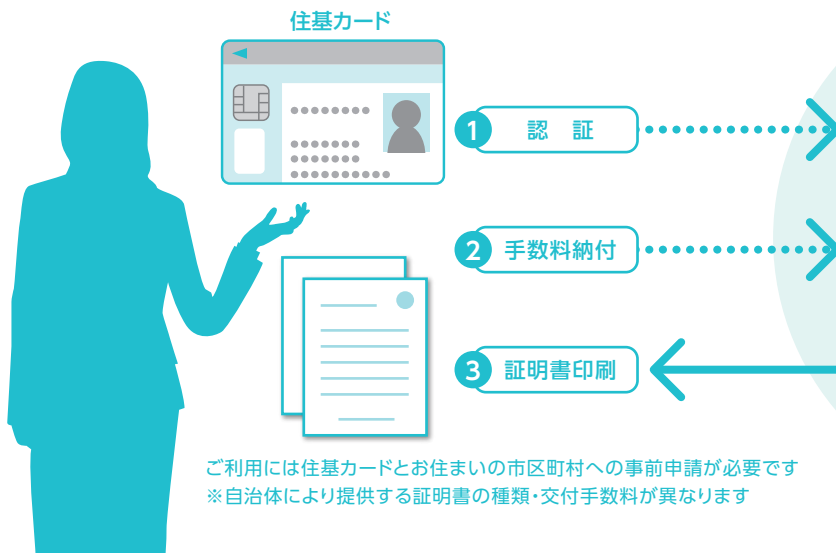 住基カード
1 認 証
2 手数料納付
3 証明書印刷
ご利用には住基カードとお住まいの市区町村への事前申請が必要です
※自治体により提供する証明書の種類・交付手数料が異なります